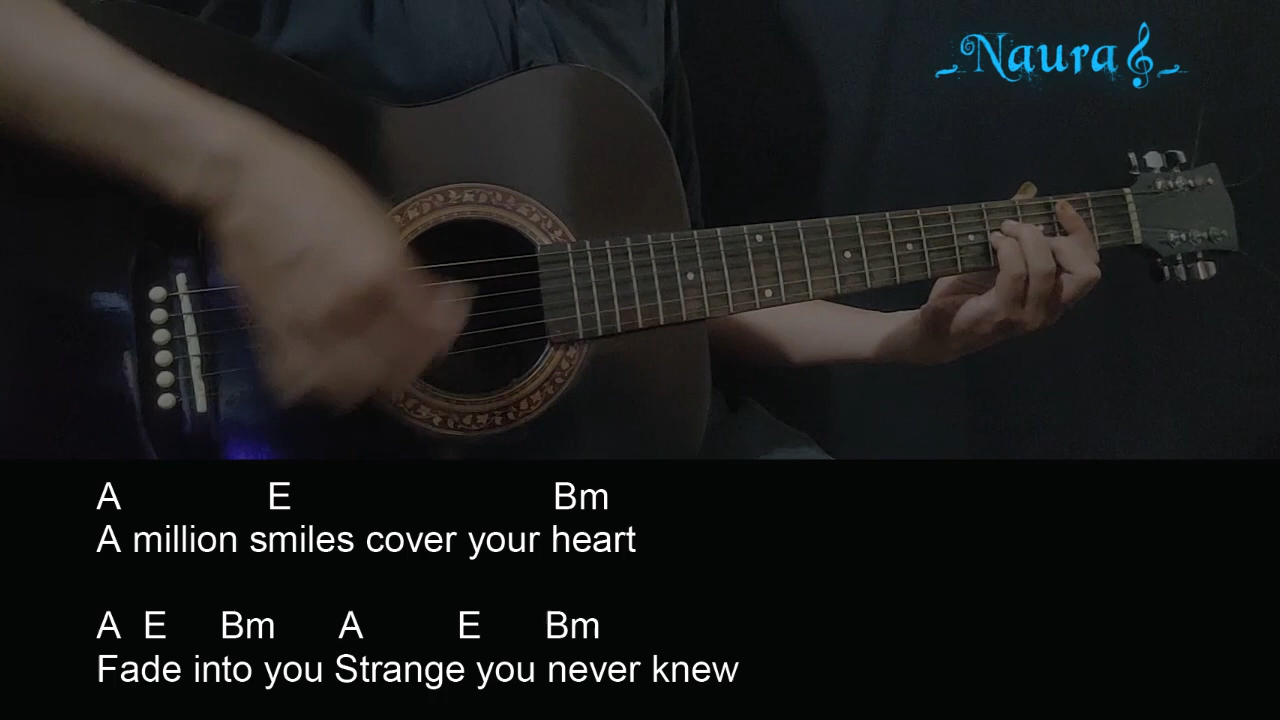 Naura
A E Bm
A million smiles cover your heart
A E Bm A E Bm
Fade into you Strange you never knew